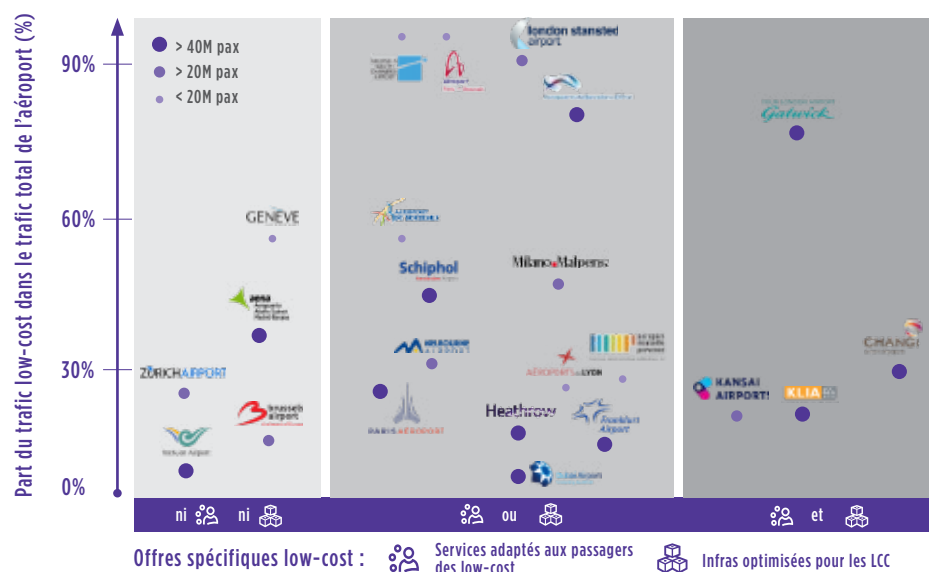 Part du trafic low-cost dans le trafic total de l'aéroport (%)
90%
60%
30%
0%
> 40M pax
> 20M pax
< 20M pax
london stansted
airport
Gatwick
GENÈVE
Schiphol
Milano Malpensa
aena
MELBOURNE
AIRPORT
CHANGI
ZÜRICH AIRPORT
AÉROPORTS DE LYON
KANSAI
AIRPORTS
KLIA
brussels
airport
PARIS AÉROPORT
Heathrow
Frankfurt
Airport
ni ni
ou
et
Offres spécifiques low-cost :
Services adaptés aux passagers
des low-cost
Infras optimisées pour les LCC